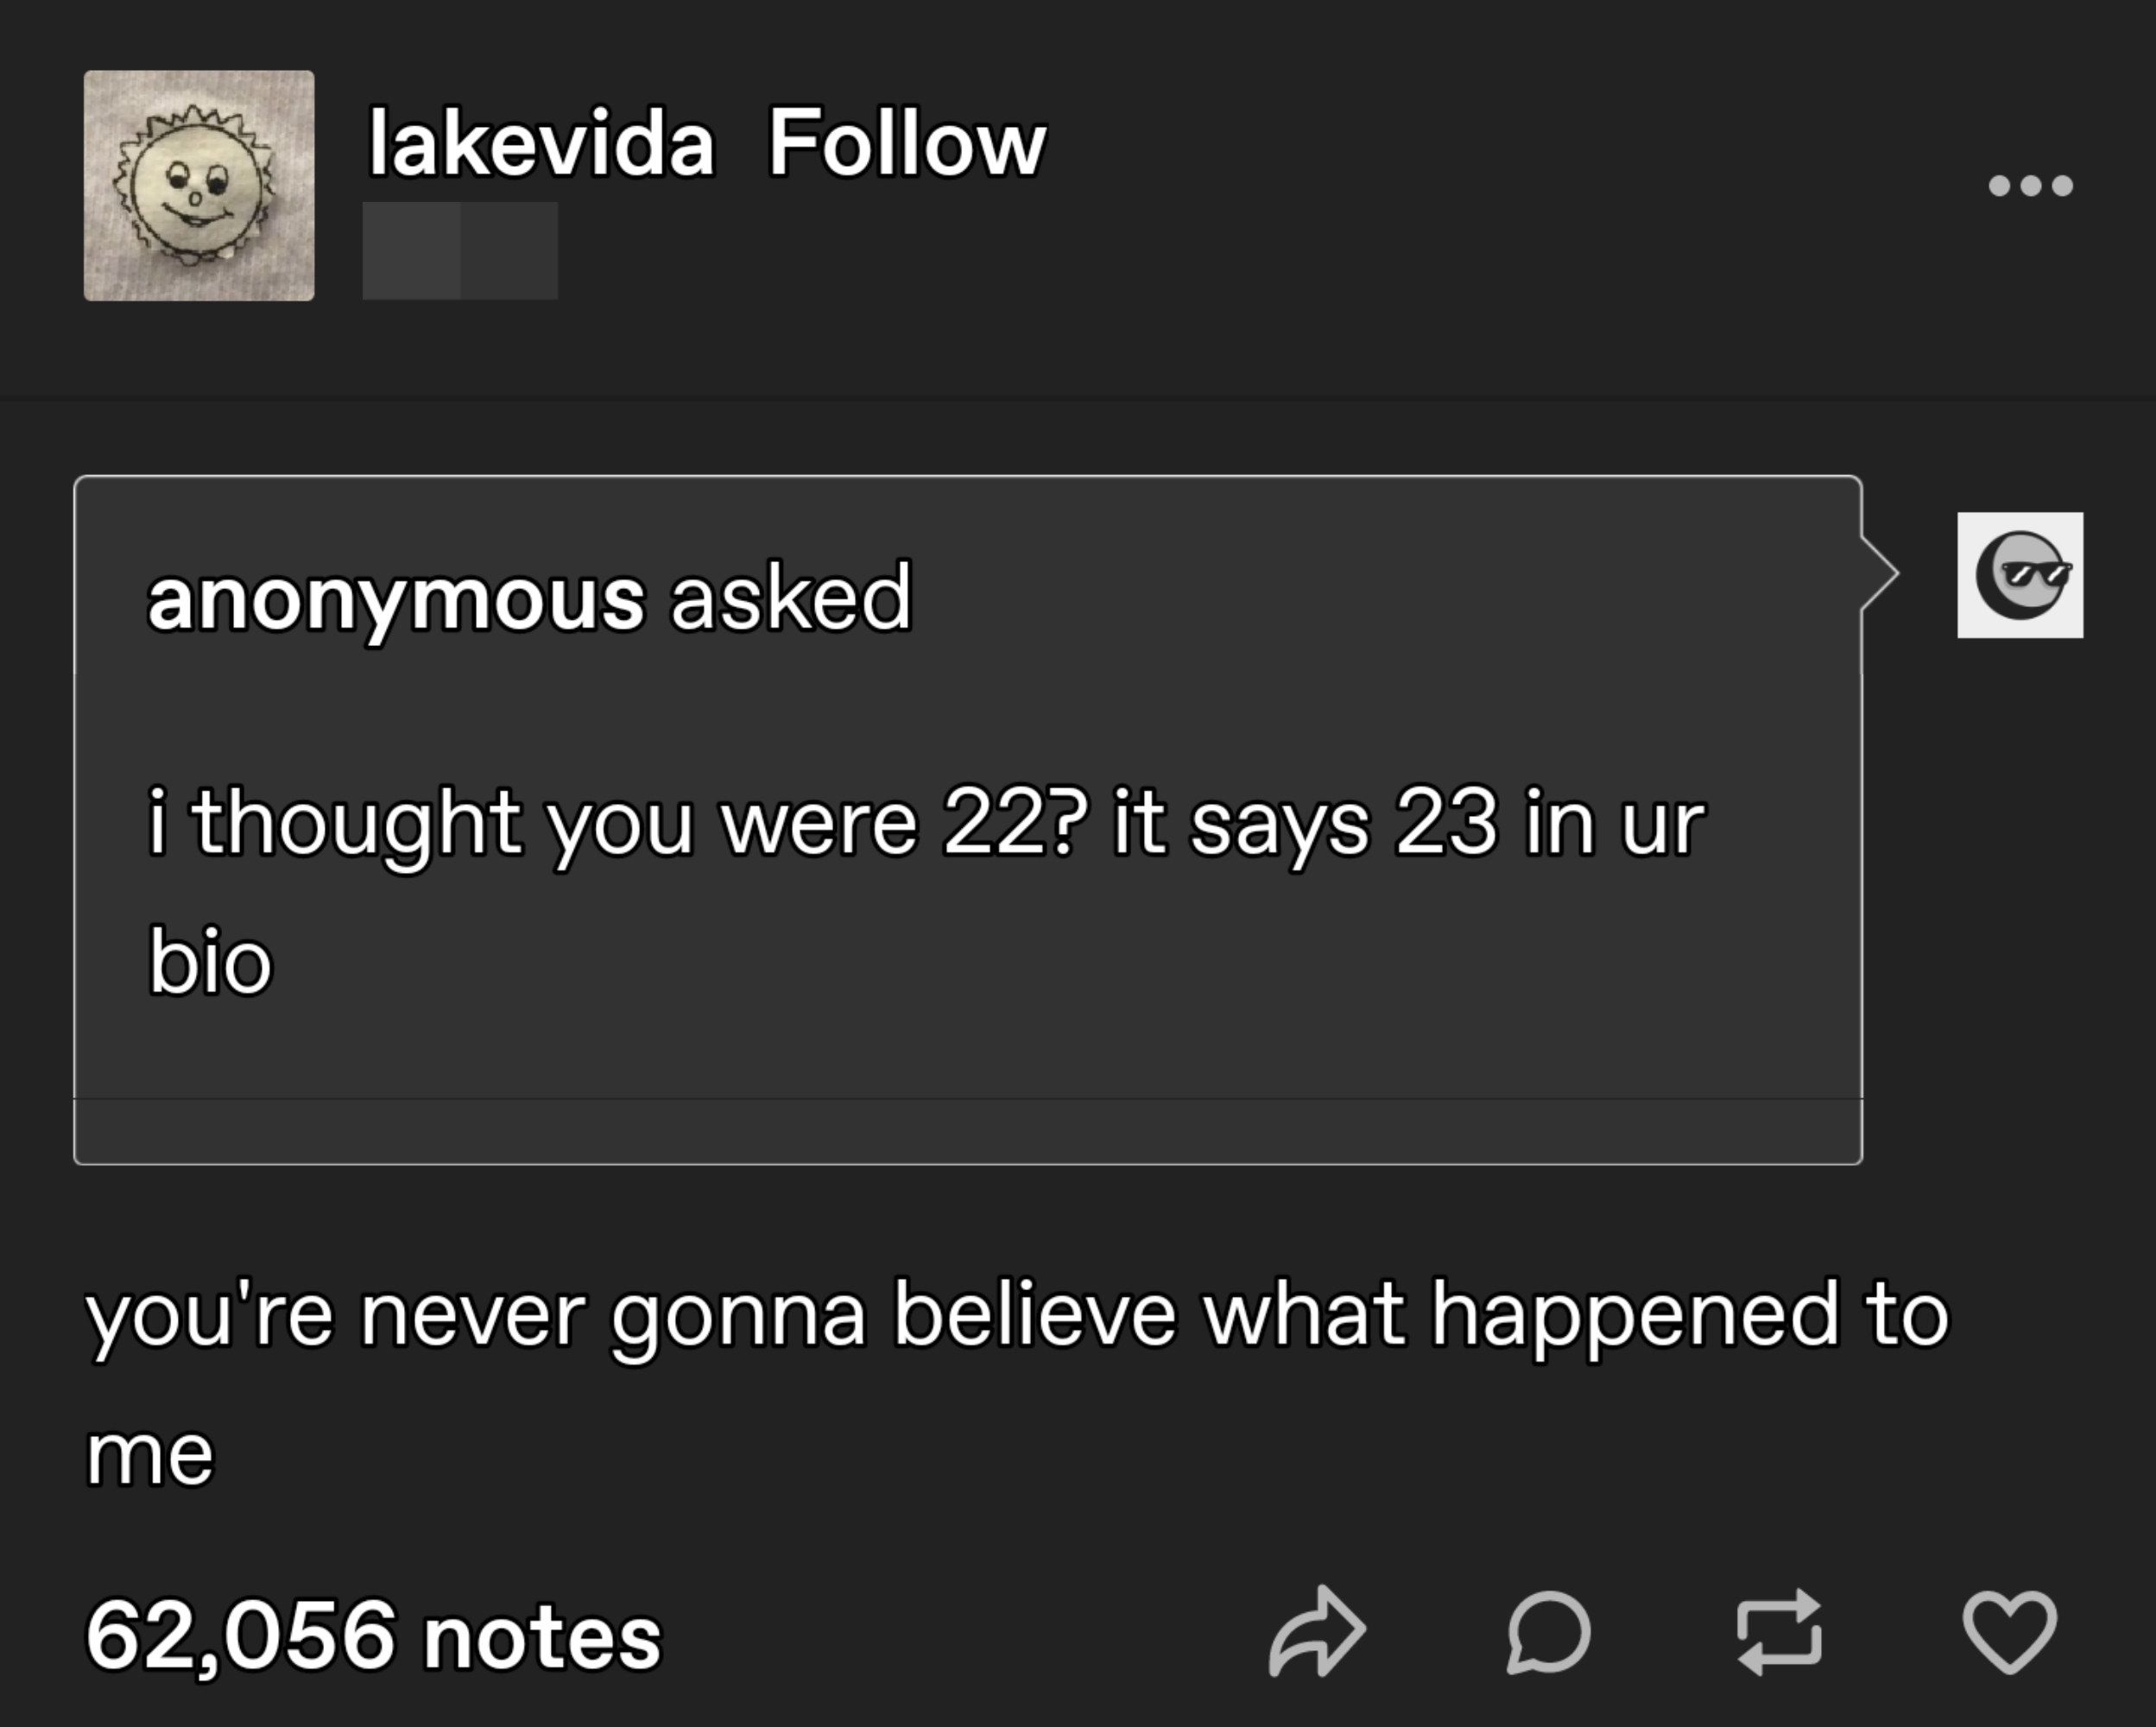 lakevida Follow
anonymous asked
i thought you were 22? it says 23 in ur
bio
you're never gonna believe what happened to
me
62,056 notes